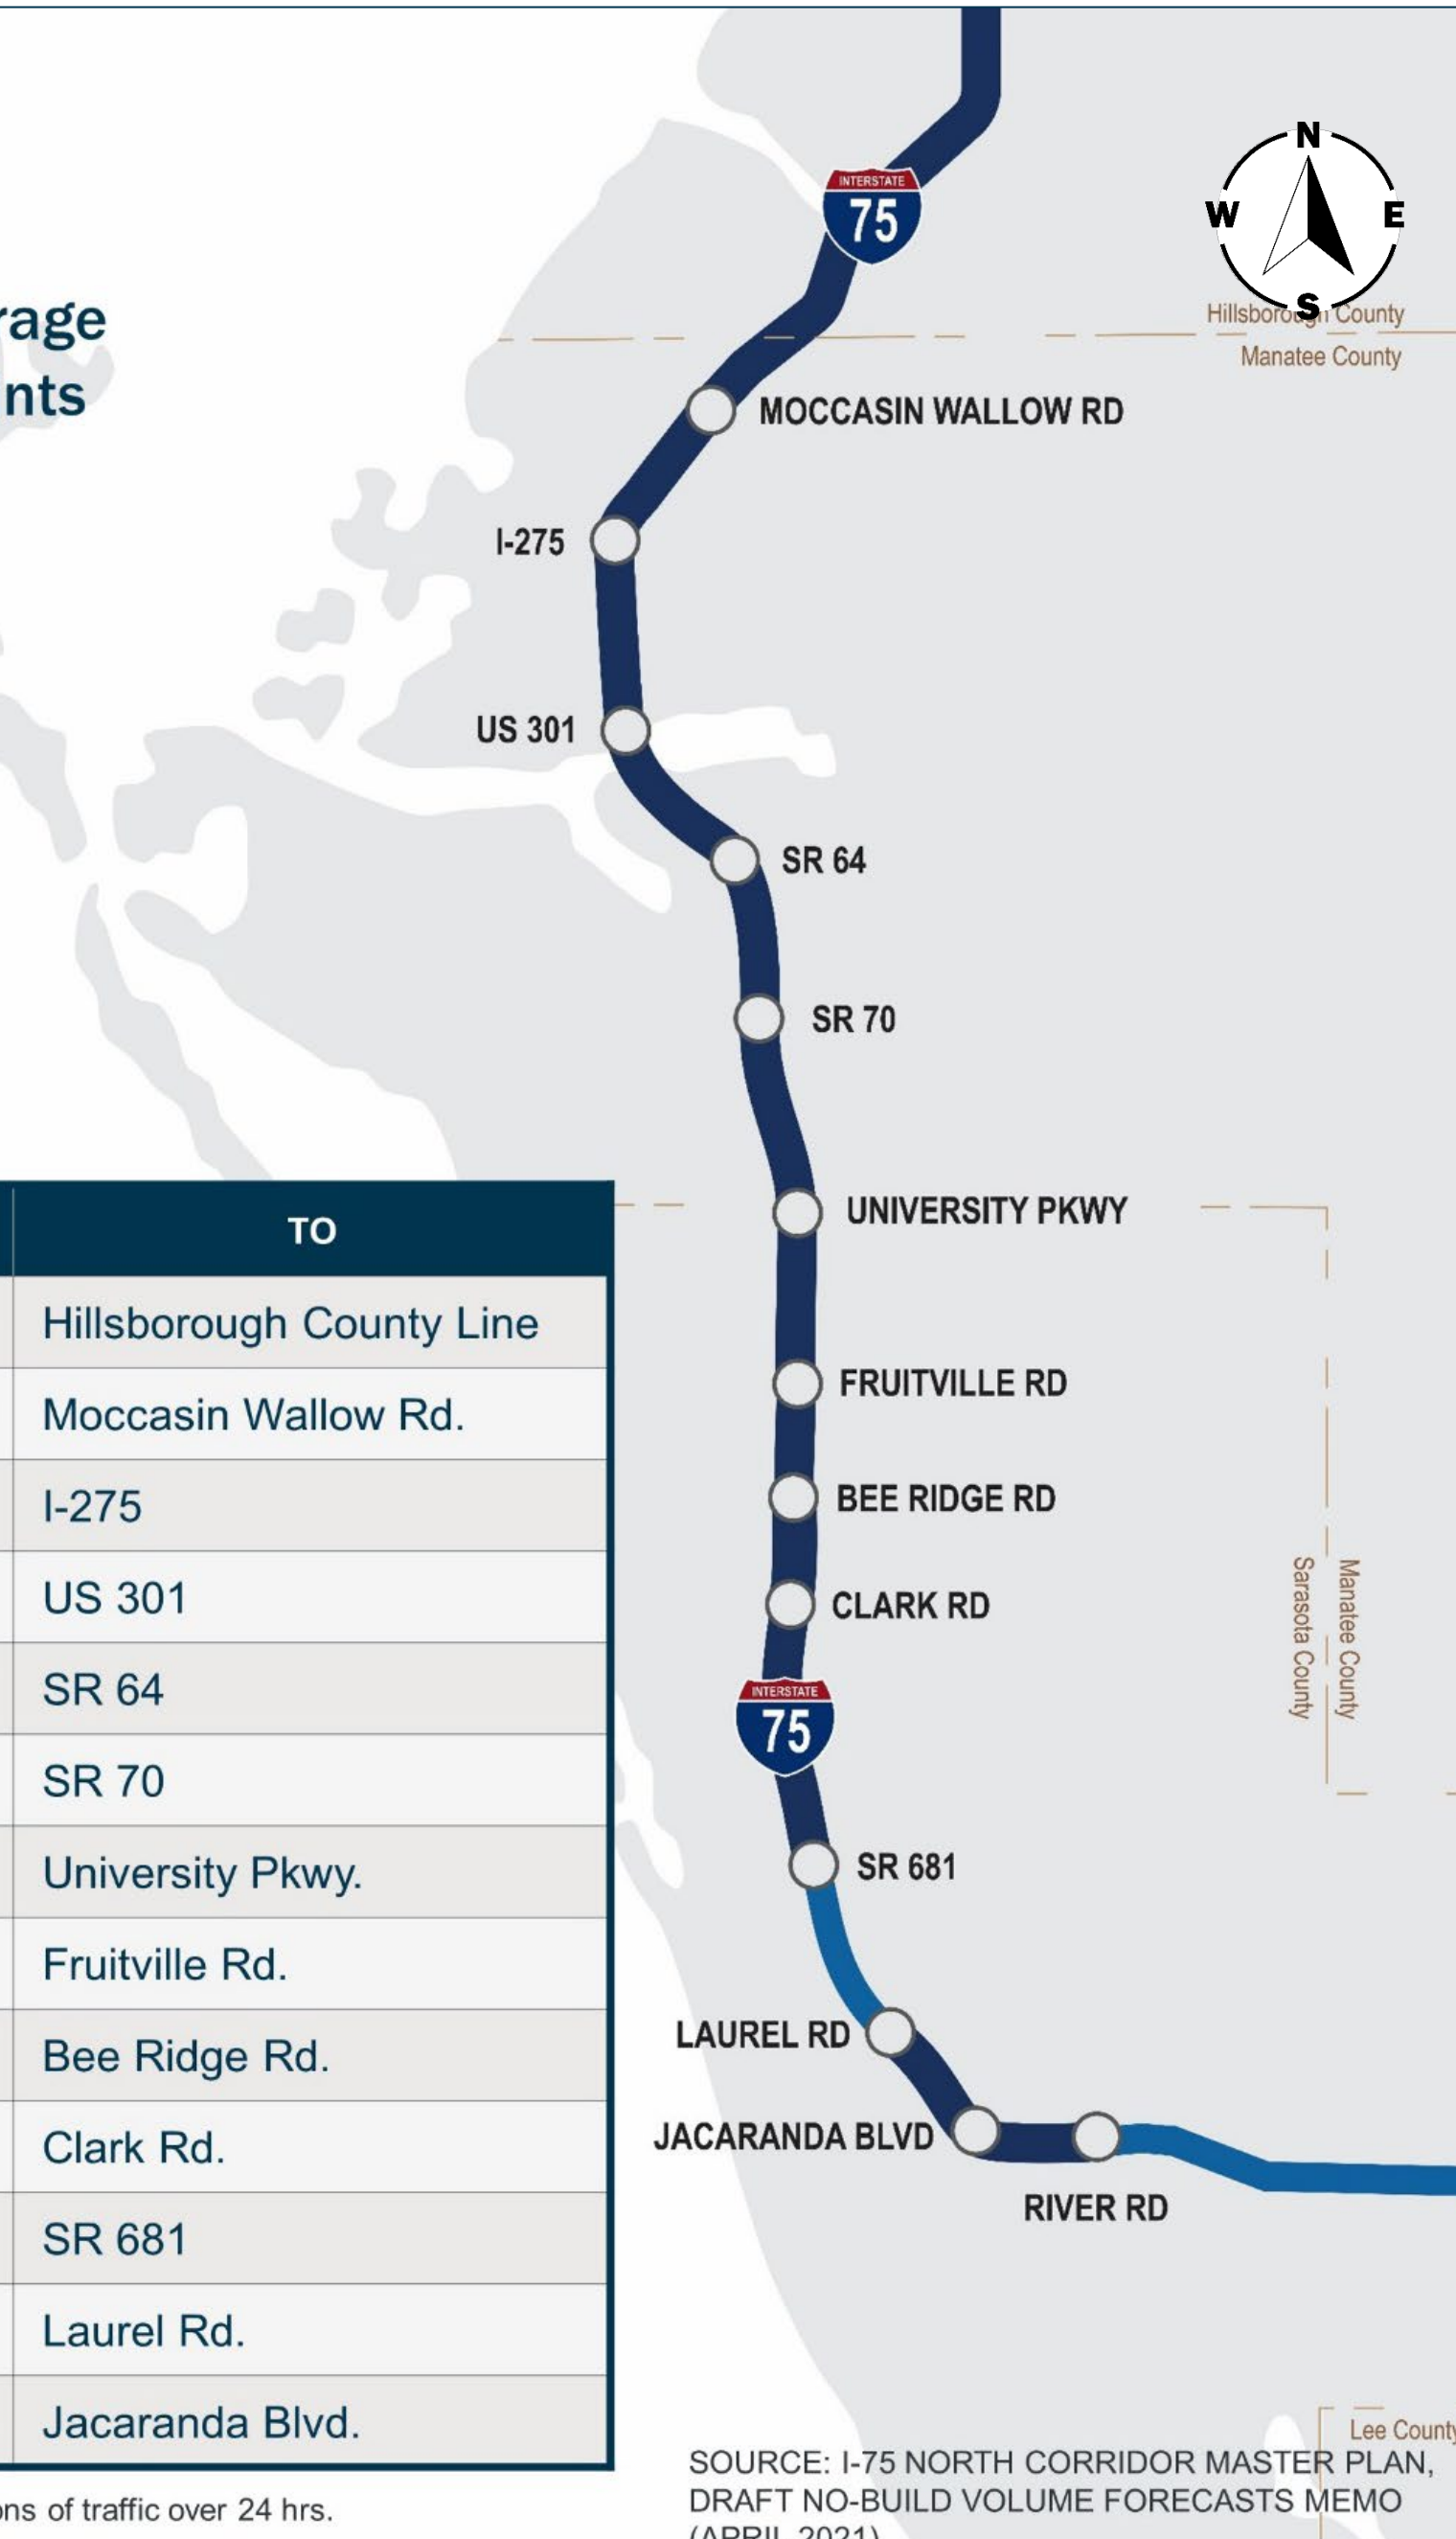 N
INTERSTATE
75
W
E
S
Hillsborough County
Manatee County
rage
nts
MOCCASIN WALLOW RD
I-275
US 301
SR 64
SR 70
UNIVERSITY PKWY
FRUITVILLE RD
BEE RIDGE RD
CLARK RD
Sarasota County
Manatee County
INTERSTATE
75
SR 681
LAUREL RD
JACARANDA BLVD
RIVER RD
TO
Hillsborough County Line
Moccasin Wallow Rd.
I-275
US 301
SR 64
SR 70
University Pkwy.
Fruitville Rd.
Bee Ridge Rd.
Clark Rd.
SR 681
Laurel Rd.
Jacaranda Blvd.
ons of traffic over 24 hrs.
Lee County
SOURCE: I-75 NORTH CORRIDOR MASTER PLAN,
DRAFT NO-BUILD VOLUME FORECASTS MEMO
(APRIL 2021)